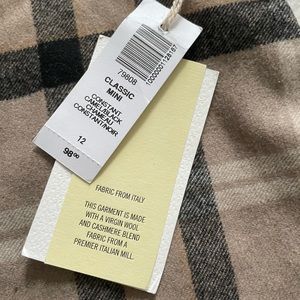 79808
CLASSIC
MINI
CONSTANT
CAMEL/BLACK
CHAMEAU
CONSTANT/NOIR
12
98.00
FABRIC FROM ITALY
THIS GARMENT IS MADE
WITH A VIRGIN WOOL
AND CASHMERE BLEND
FABRIC FROM A
PREMIER ITALIAN MILL.